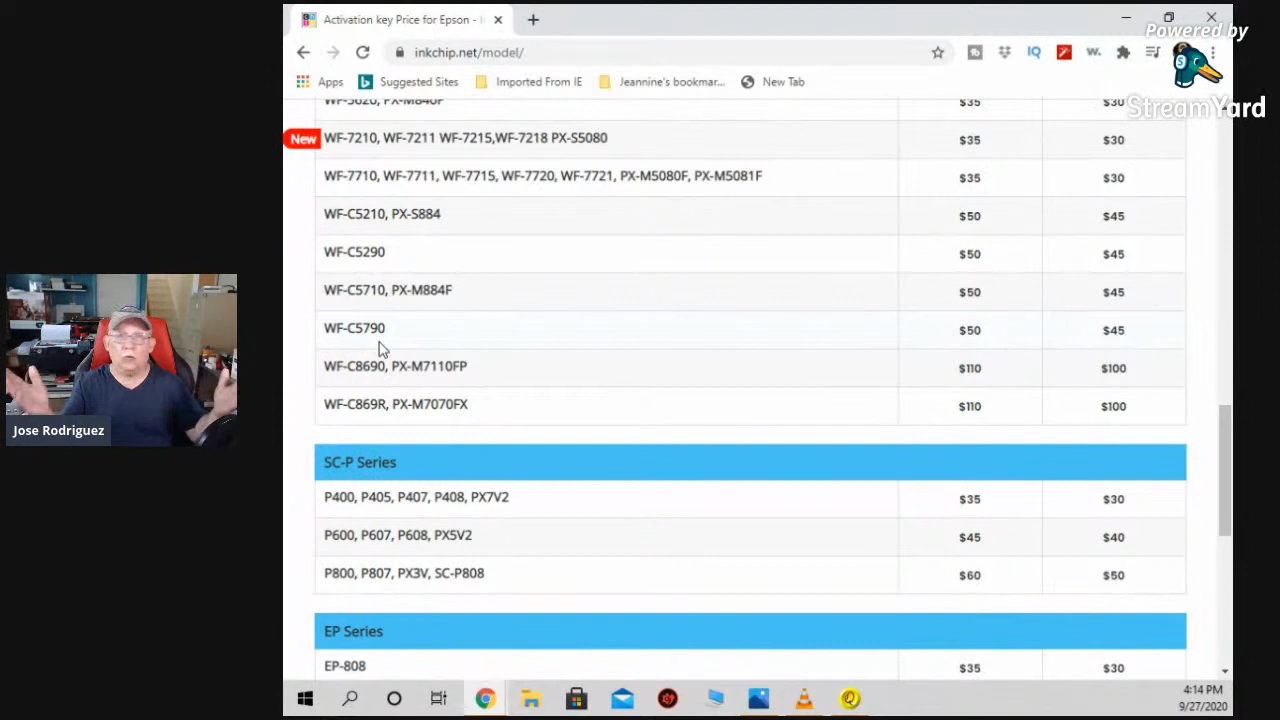 Activation key Price for Epson -
Powered by
StreamYard
inkchip.net/model/
Apps Suggested Sites Imported From IE Jeannine's bookmar... New Tab
WF-3620, PX-M840F $35 $30
New WF-7210, WF-7211 WF-7215,WF-7218 PX-S5080 $35 $30
WF-7710, WF-7711, WF-7715, WF-7720, WF-7721, PX-M5080F, PX-M5081F $35 $30
WF-C5210, PX-S884 $50 $45
WF-C5290 $50 $45
WF-C5710, PX-M884F $50 $45
WF-C5790 $50 $45
WF-C8690, PX-M7110FP $110 $100
WF-C869R, PX-M7070FX $110 $100
Jose Rodriguez
SC-P Series
P400, P405, P407, P408, PX7V2 $35 $30
P600, P607, P608, PX5V2 $45 $40
P800, P807, PX3V, SC-P808 $60 $50
EP Series
EP-808 $35 $30
4:14 PM
9/27/2020